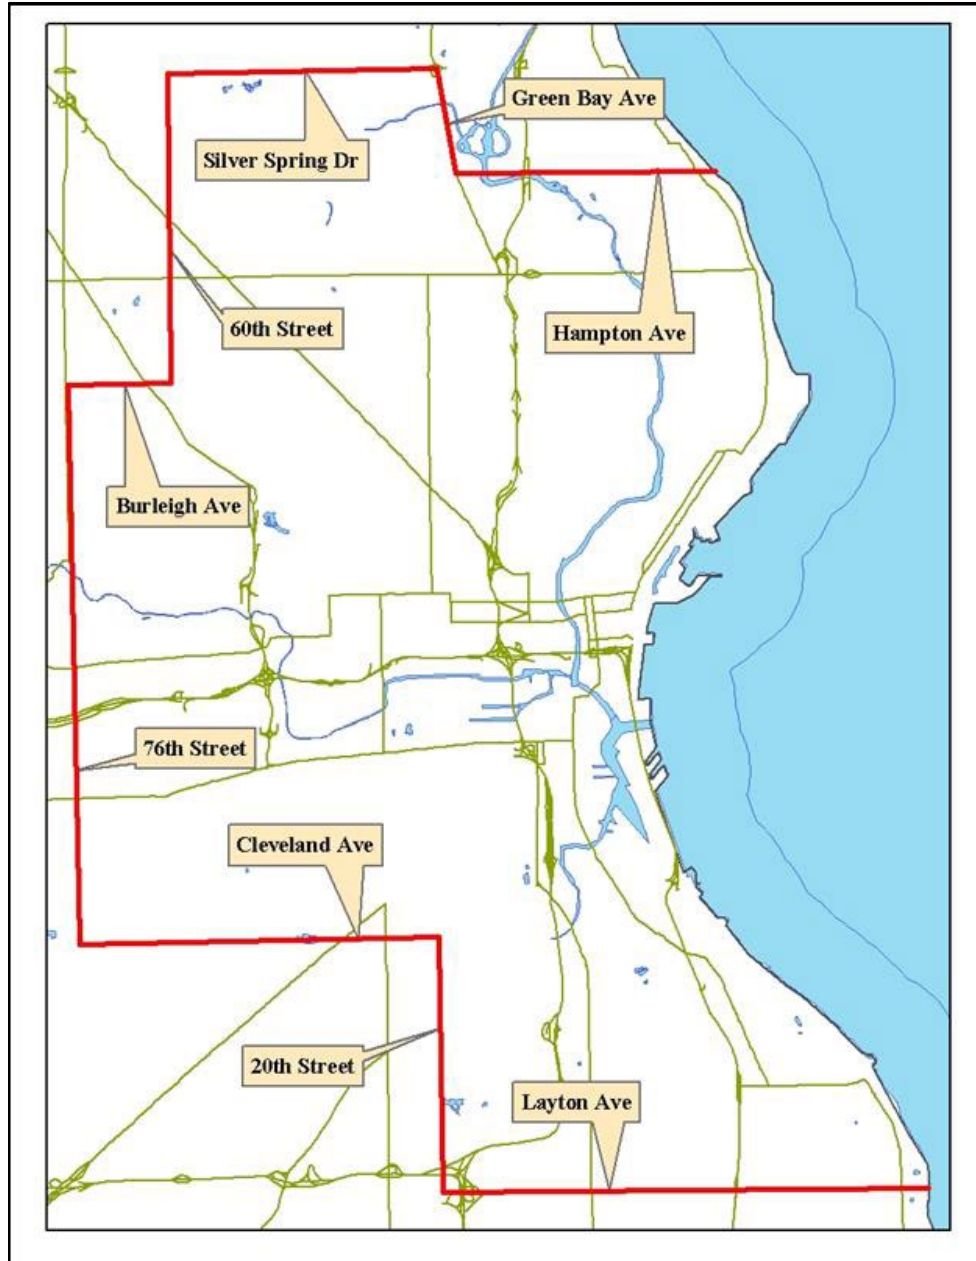 Green Bay Ave
Silver Spring Dr
60th Street
Hampton Ave
Burleigh Ave
76th Street
Cleveland Ave
20th Street
Layton Ave